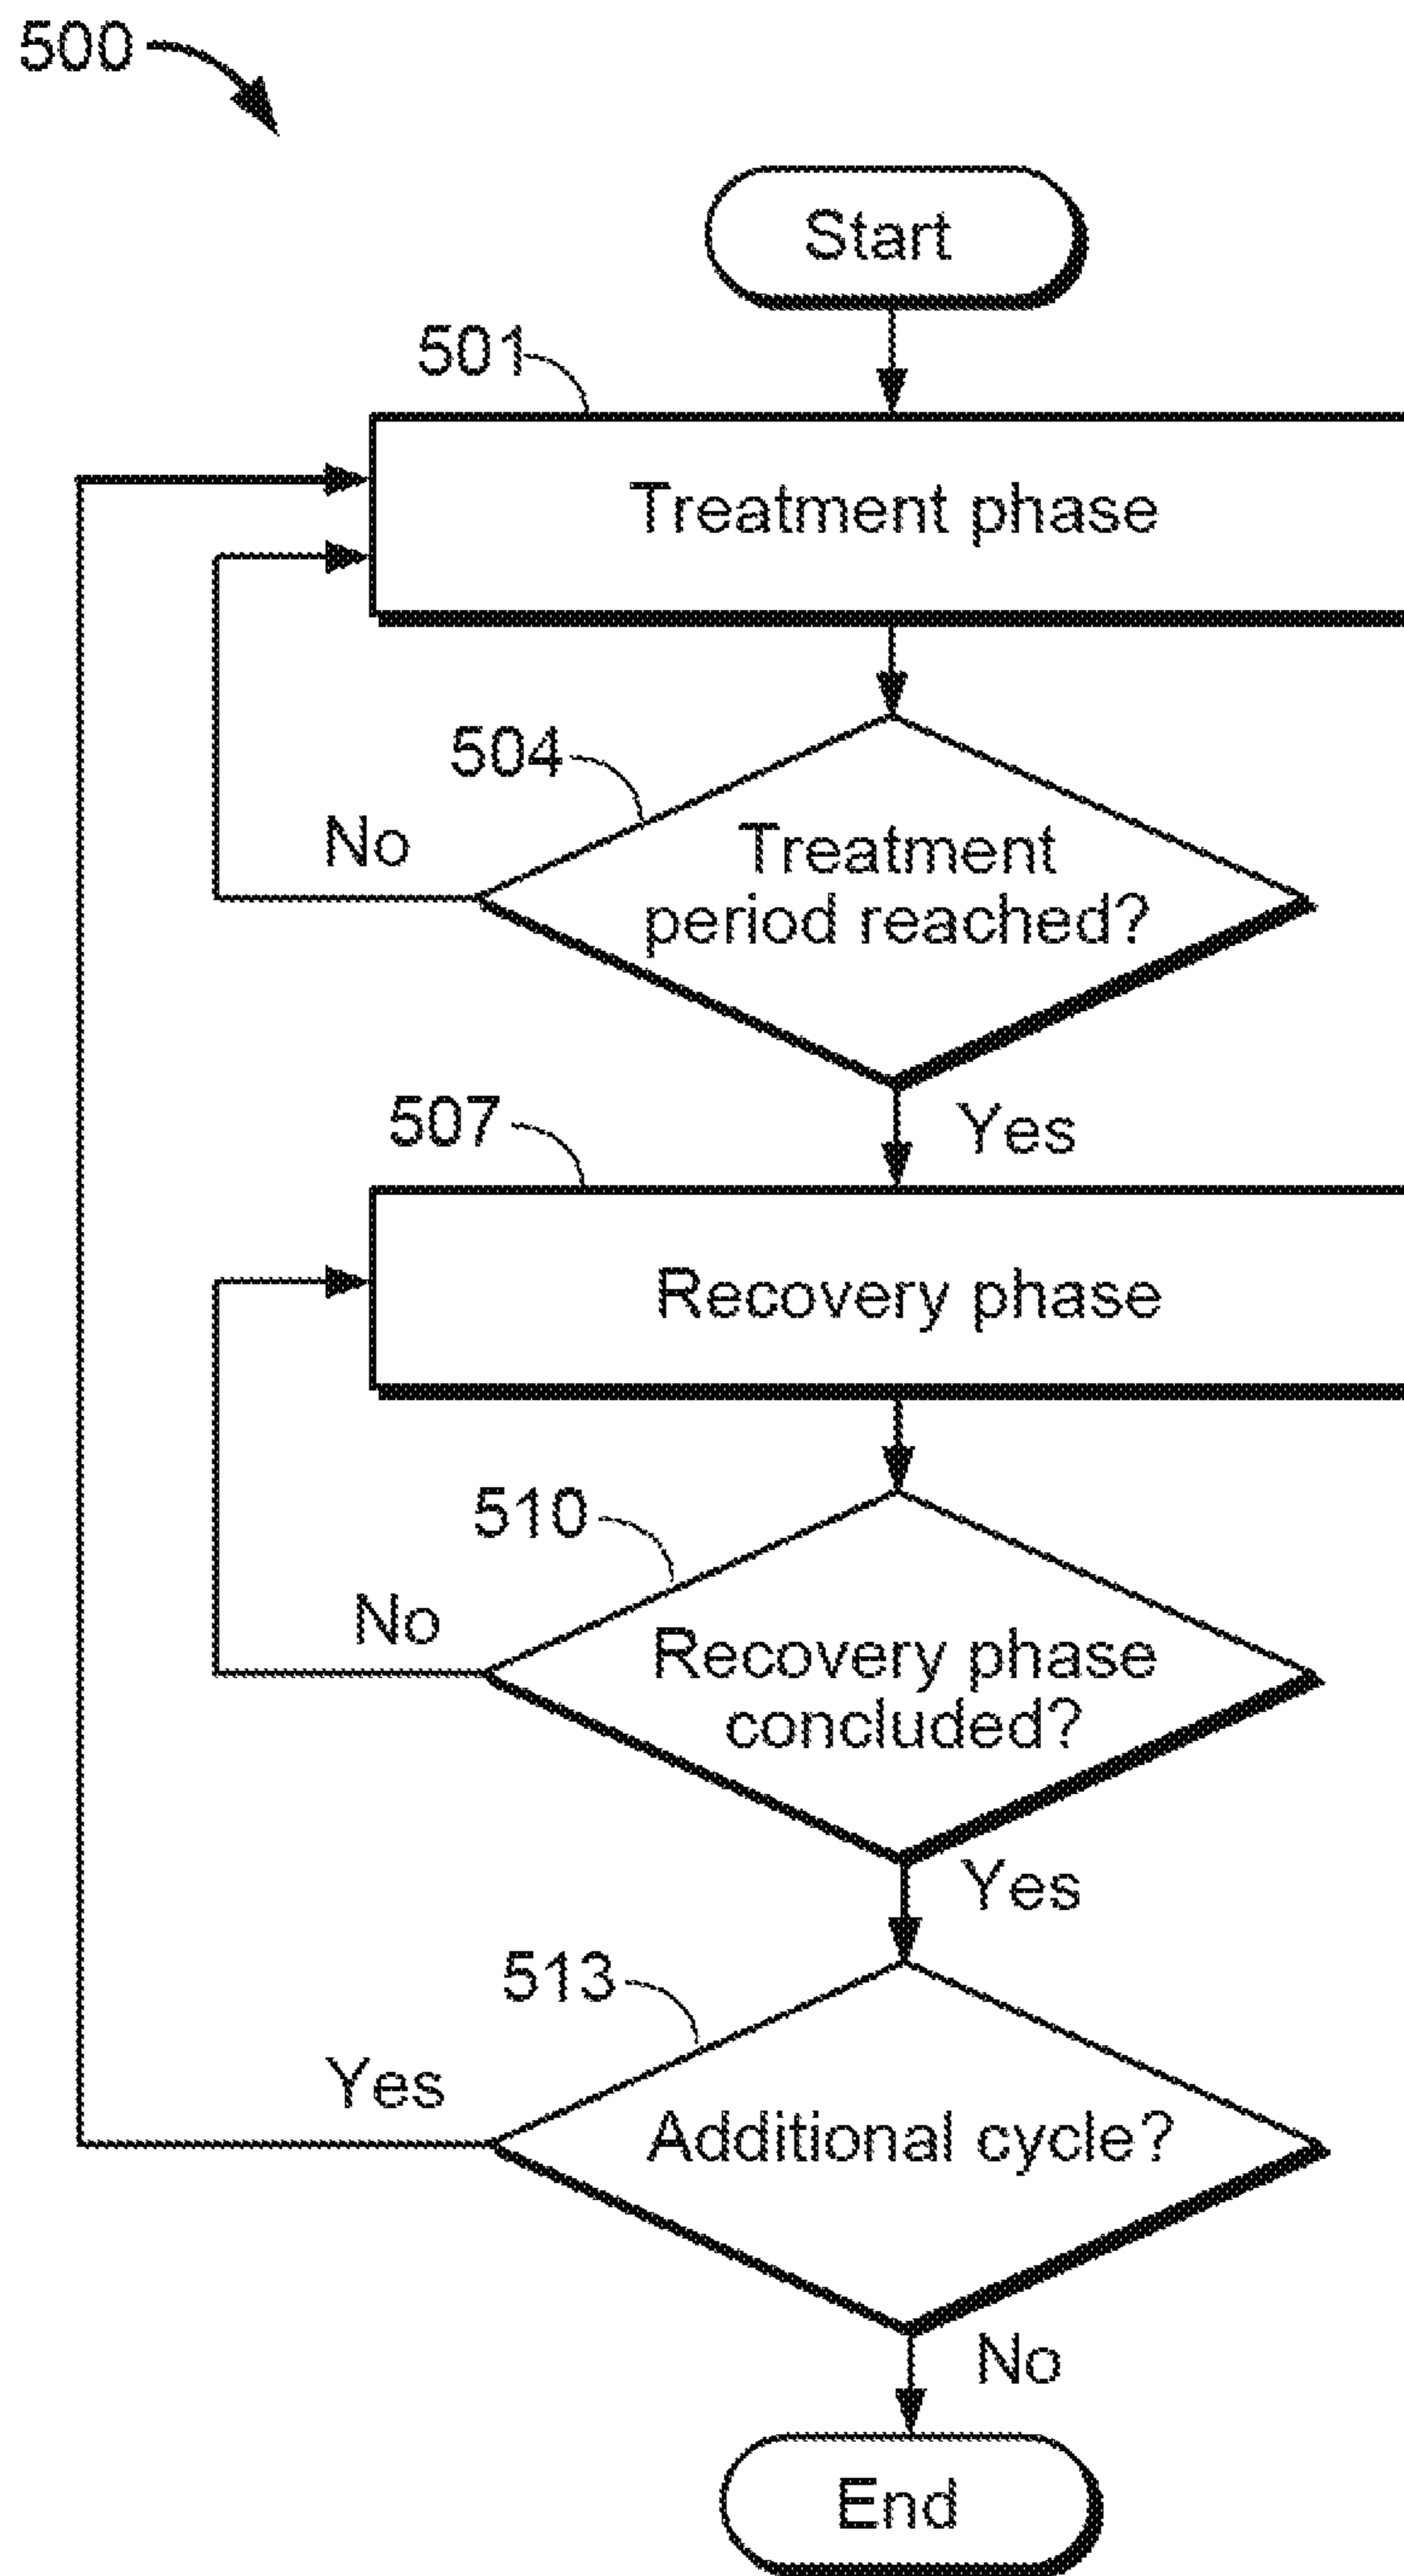 500
Start
501
Treatment phase
504
No
Treatment
period reached?
Yes
507
Recovery phase
510
No
Recovery phase
concluded?
Yes
513
Yes
Additional cycle?
No
End